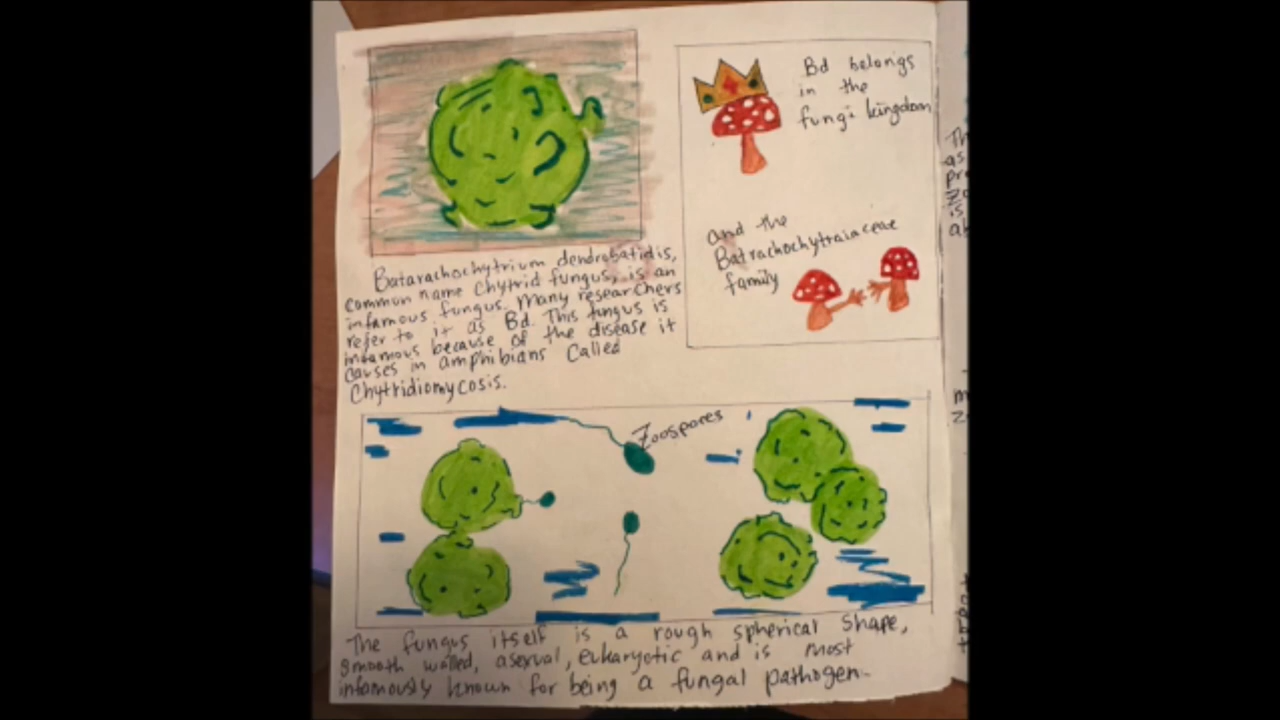 Bd belongs
in the
fungi kingdom
and the
Batrachochytraiaceae
family
Batarachochytrium dendrobatidis,
common name Chytrid fungus, is an
infamous fungus. Many researchers
refer to it as Bd. This fungus is
infamous because of the disease it
causes in amphibians Called
Chytridiomycosis.
Zoospores
The fungus itself is a rough spherical shape,
smooth walled, asexual, eukaryotic and is most
infamously known for being a fungal pathogen.